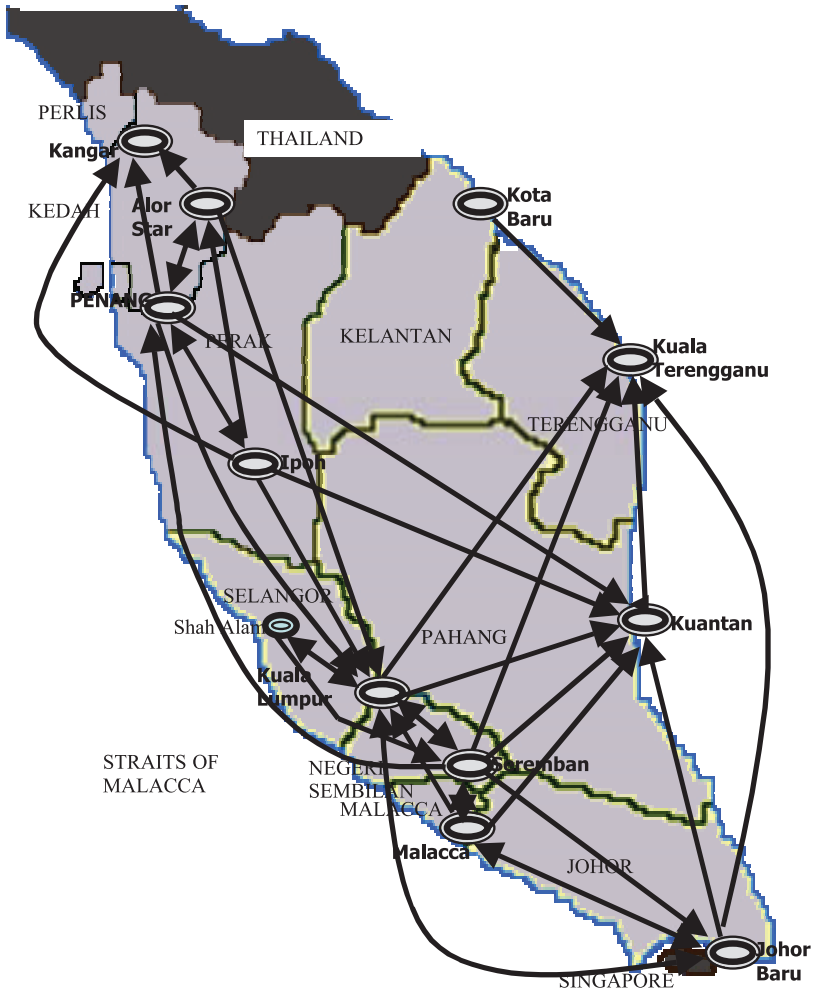 PERLIS
Kangar
THAILAND
KEDAH
Alor
Star
Kota
Baru
PENANG
PERAK
KELANTAN
Kuala
Terengganu
TERENGGANU
Ipoh
SELANGOR
Shah Alam
PAHANG
Kuantan
Kuala
Lumpur
STRAITS OF
MALACCA
NEGERI
SEMBILAN
Seremban
MALACCA
Malacca
JOHOR
Johor
Baru
SINGAPORE